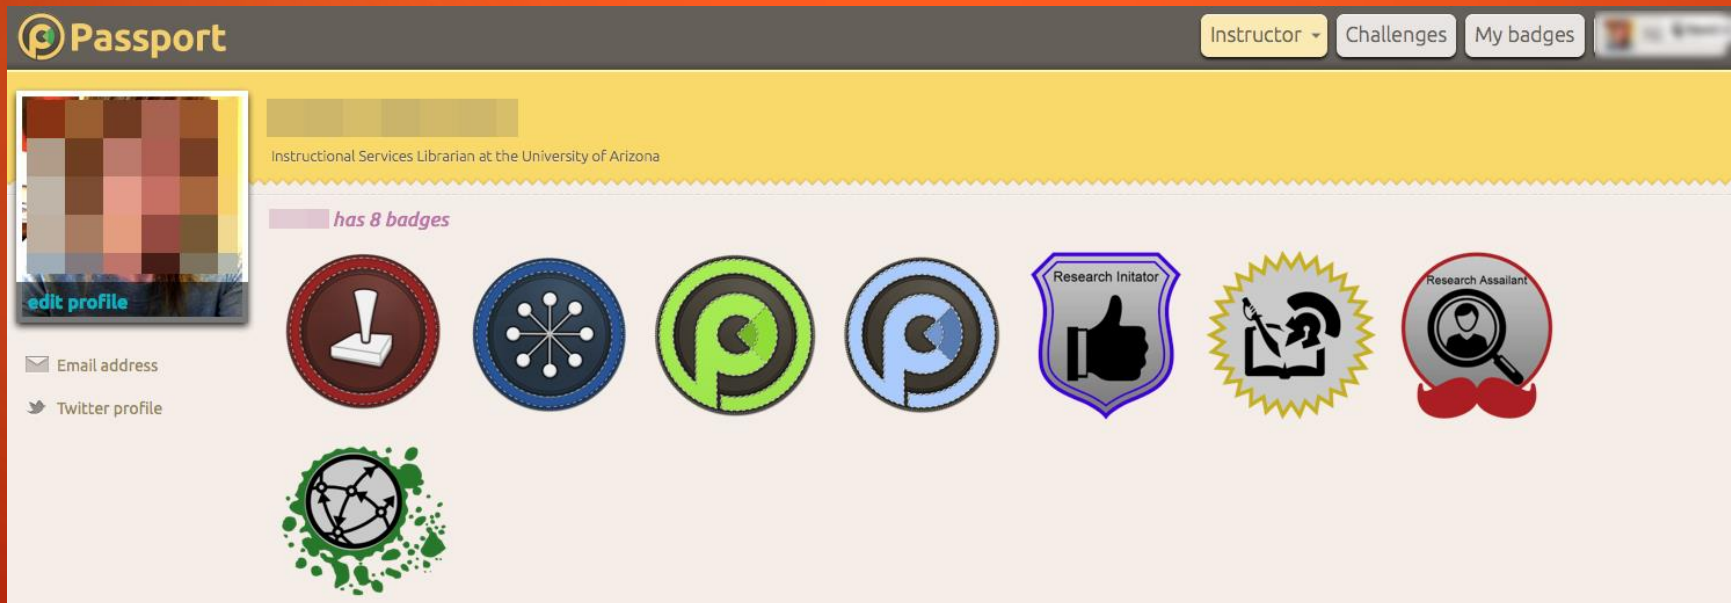 Passport
Instructor
Challenges
My badges
Instructional Services Librarian at the University of Arizona
has 8 badges
edit profile
Email address
Twitter profile
Research Initator
Research Assailant